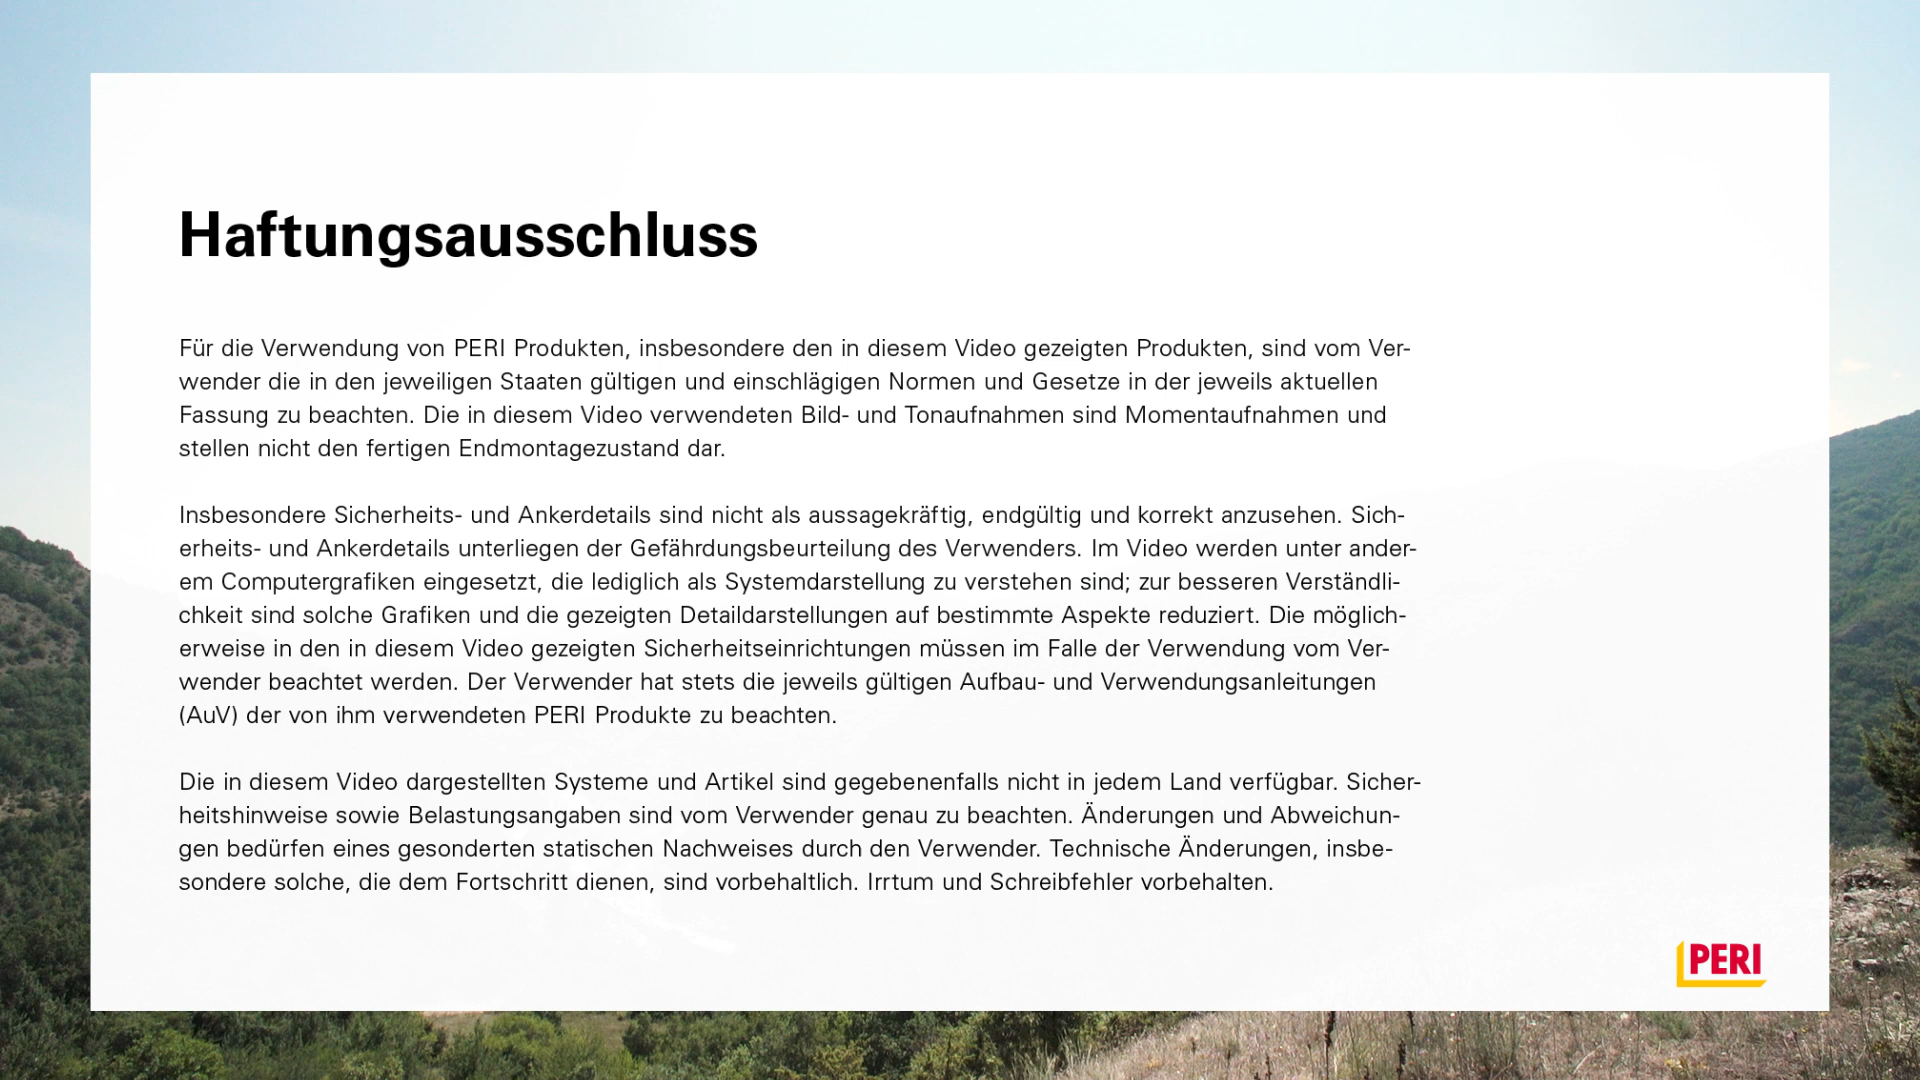 Haftungsausschluss
Für die Verwendung von PERI Produkten, insbesondere den in diesem Video gezeigten Produkten, sind vom Ver-
wender die in den jeweiligen Staaten gültigen und einschlägigen Normen und Gesetze in der jeweils aktuellen
Fassung zu beachten. Die in diesem Video verwendeten Bild- und Tonaufnahmen sind Momentaufnahmen und
stellen nicht den fertigen Endmontagezustand dar.
Insbesondere Sicherheits- und Ankerdetails sind nicht als aussagekräftig, endgültig und korrekt anzusehen. Sich-
erheits- und Ankerdetails unterliegen der Gefährdungsbeurteilung des Verwenders. Im Video werden unter ander-
em Computergrafiken eingesetzt, die lediglich als Systemdarstellung zu verstehen sind; zur besseren Verständli-
chkeit sind solche Grafiken und die gezeigten Detaildarstellungen auf bestimmte Aspekte reduziert. Die möglich-
erweise in den in diesem Video gezeigten Sicherheitseinrichtungen müssen im Falle der Verwendung vom Ver-
wender beachtet werden. Der Verwender hat stets die jeweils gültigen Aufbau- und Verwendungsanleitungen
(AuV) der von ihm verwendeten PERI Produkte zu beachten.
Die in diesem Video dargestellten Systeme und Artikel sind gegebenenfalls nicht in jedem Land verfügbar. Sicher-
heitshinweise sowie Belastungsangaben sind vom Verwender genau zu beachten. Änderungen und Abweichun-
gen bedürfen eines gesonderten statischen Nachweises durch den Verwender. Technische Änderungen, insbe-
sondere solche, die dem Fortschritt dienen, sind vorbehaltlich. Irrtum und Schreibfehler vorbehalten.
PERI